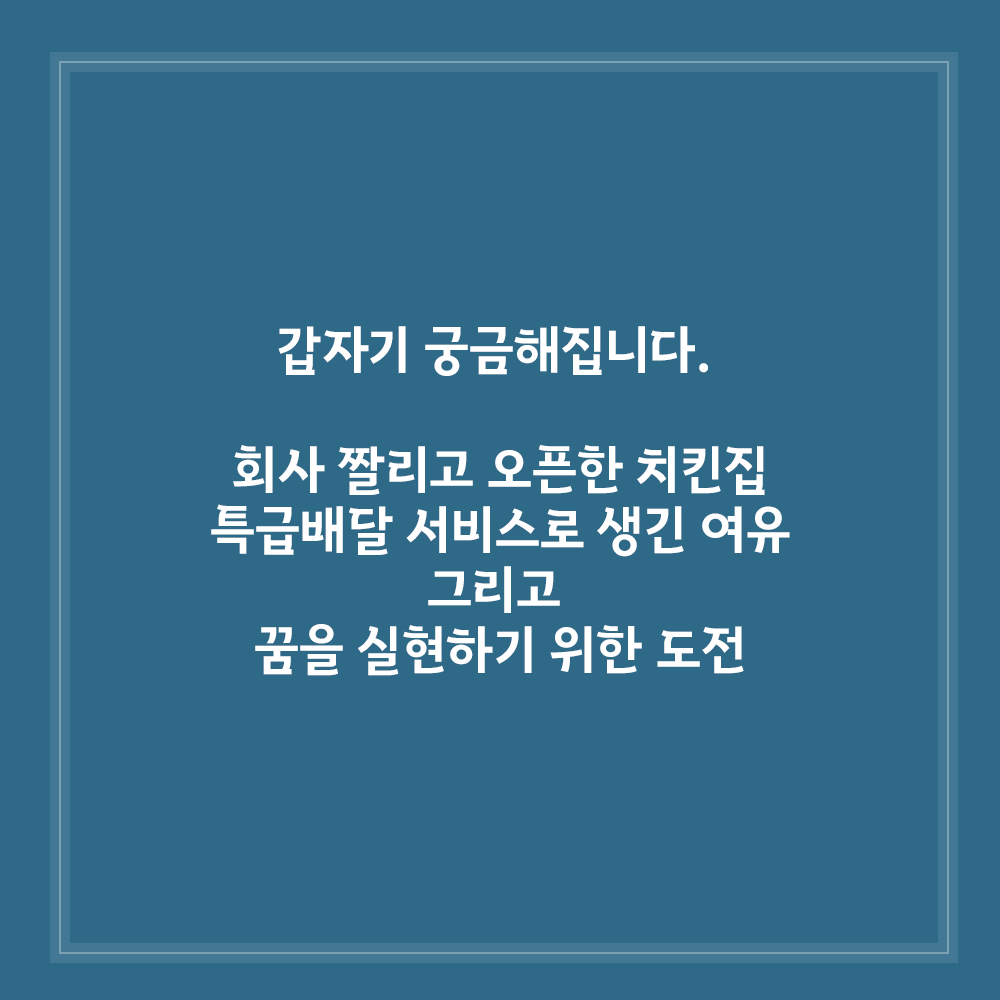 갑자기 궁금해집니다.
회사 짤리고 오픈한 치킨집
특급배달 서비스로 생긴 여유
그리고
꿈을 실현하기 위한 도전